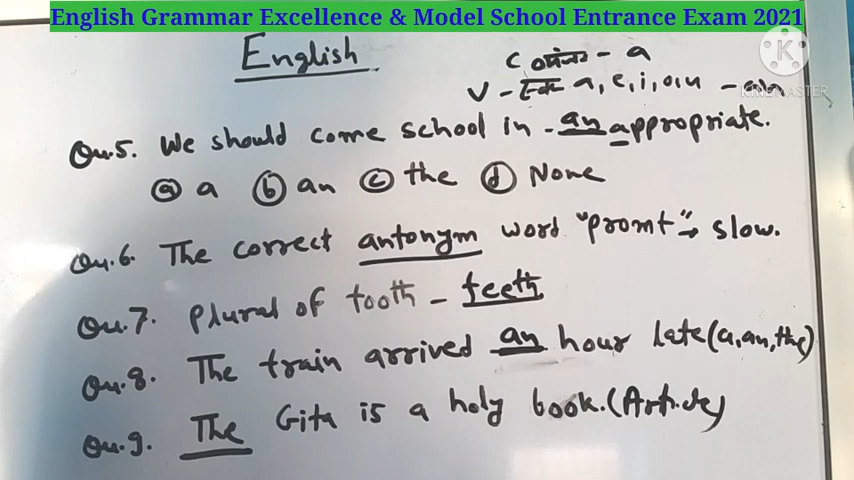 English Grammar Excellence & Model School Entrance Exam 2021
English
C - a
V - a, e, i, o, u - an
KINEMASTER
Qu.5. We should come school in - an appropriate.
(a) a (b) an (c) the (d) None
Qu.6. The correct antonym word "promt" → slow.
Qu.7. Plural of tooth - teeth
Qu.8. The train arrived an hour late (a, an, the)
Qu.9. The Gita is a holy book. (Article)